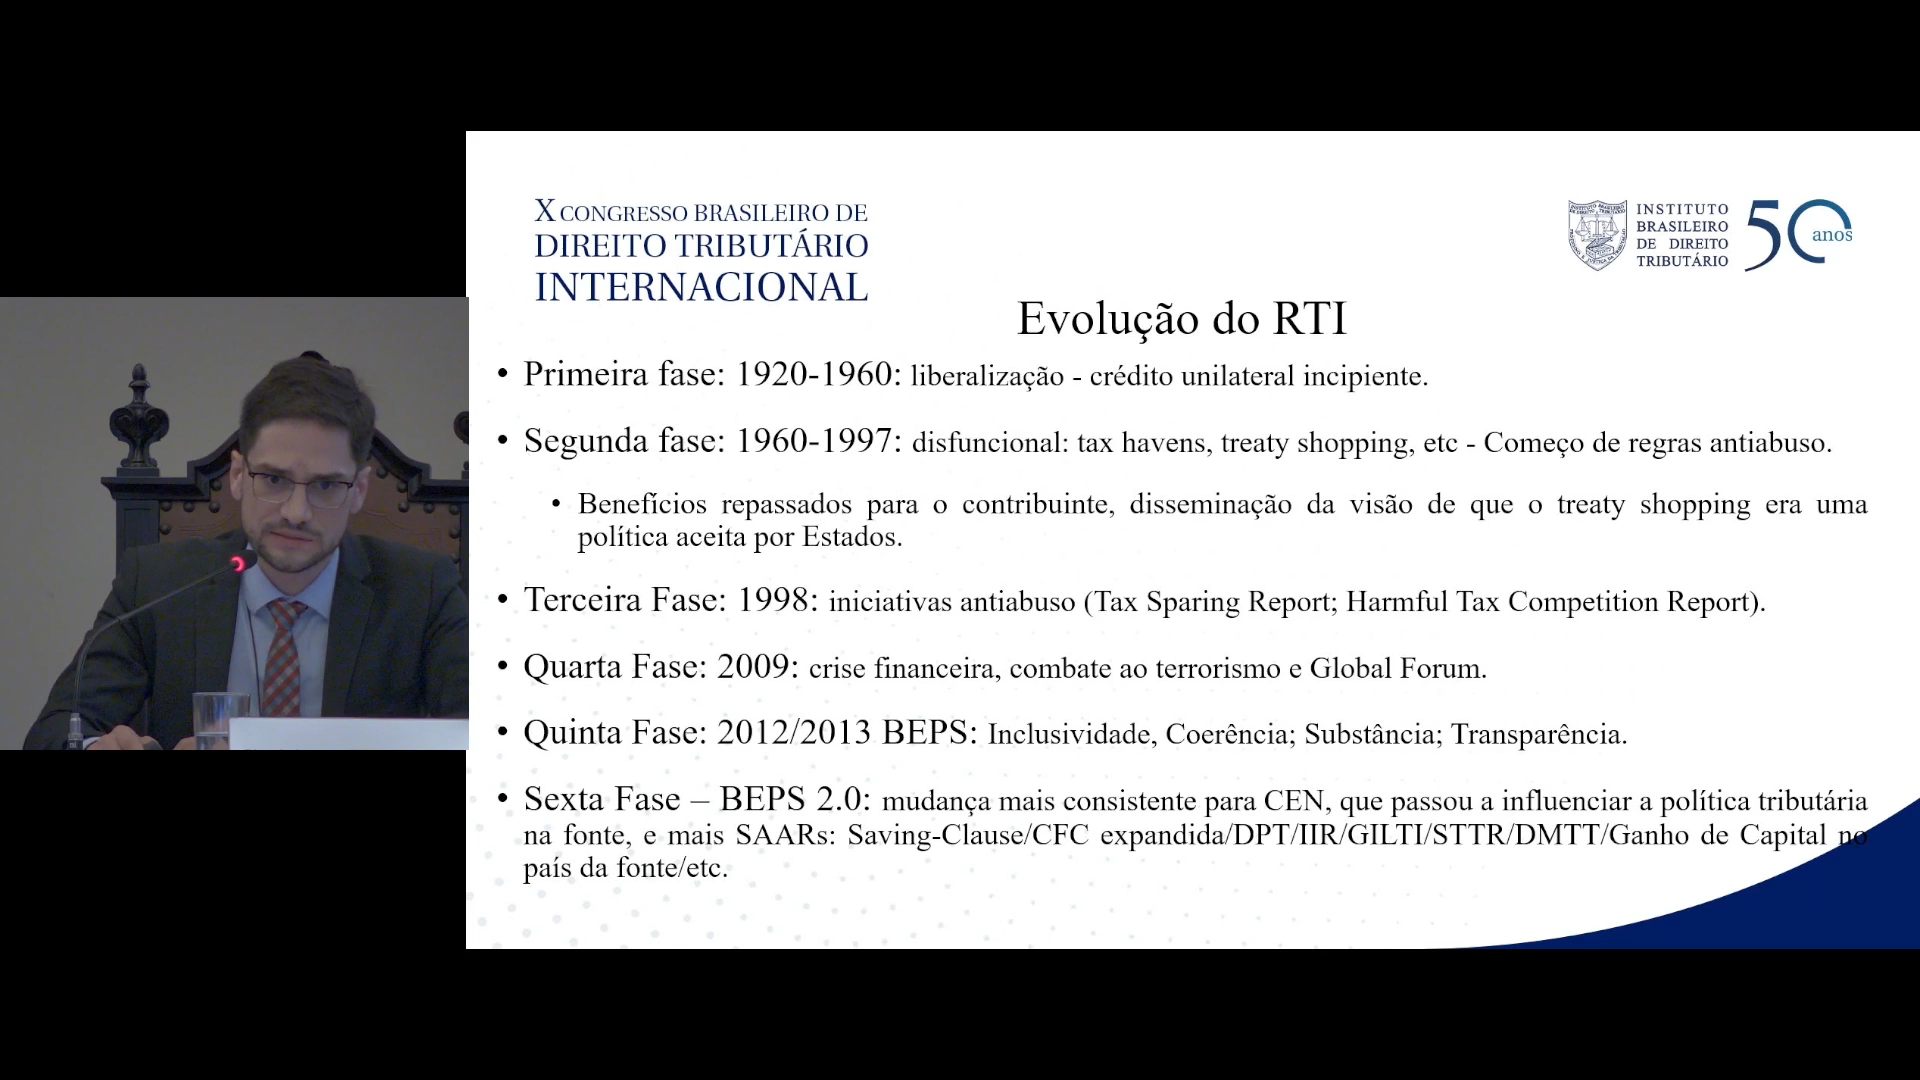 X CONGRESSO BRASILEIRO DE
DIREITO TRIBUTÁRIO
INTERNACIONAL
INSTITUTO
BRASILEIRO
DE DIREITO
TRIBUTÁRIO
50 anos
Evolução do RTI
• Primeira fase: 1920-1960: liberalização - crédito unilateral incipiente.
• Segunda fase: 1960-1997: disfuncional: tax havens, treaty shopping, etc - Começo de regras antiabuso.
• Benefícios repassados para o contribuinte, disseminação da visão de que o treaty shopping era uma
política aceita por Estados.
• Terceira Fase: 1998: iniciativas antiabuso (Tax Sparing Report; Harmful Tax Competition Report).
• Quarta Fase: 2009: crise financeira, combate ao terrorismo e Global Forum.
• Quinta Fase: 2012/2013 BEPS: Inclusividade, Coerência; Substância; Transparência.
• Sexta Fase – BEPS 2.0: mudança mais consistente para CEN, que passou a influenciar a política tributária
na fonte, e mais SAARs: Saving-Clause/CFC expandida/DPT/IIR/GILTI/STTR/DMTT/Ganho de Capital no
país da fonte/etc.